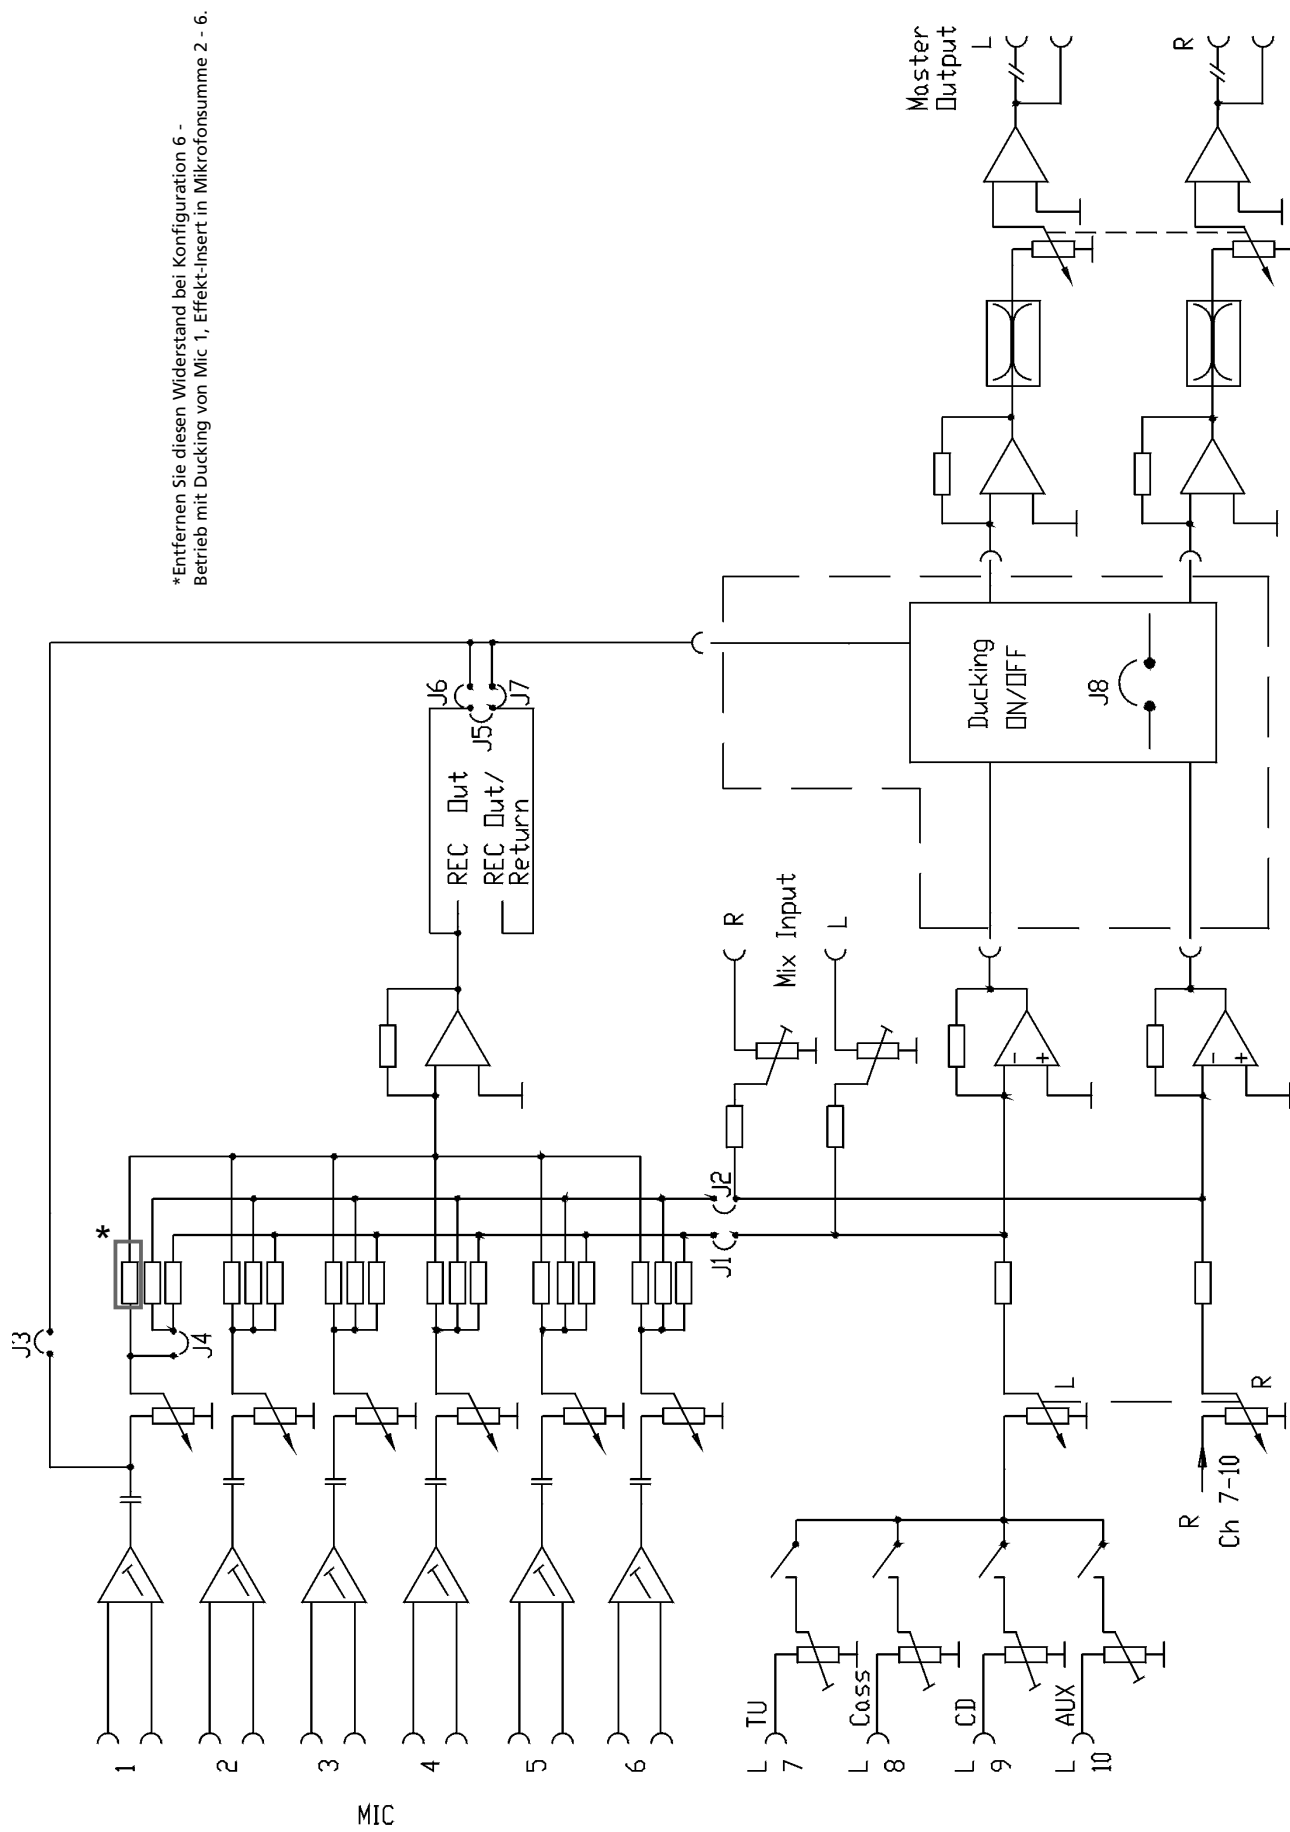 *Entfernen Sie diesen Widerstand bei Konfiguration 6 -
Betrieb mit Ducking von Mic 1, Effekt-Insert in Mikrofonsumme 2 - 6.
Master
Output
L
R
J3
*
J4
J6
J5
J7
REC Out
REC Out/
Return
Ducking
ON/OFF
J8
R
Mix Input
L
J2
J1
-
+
-
+
L
R
R
Ch 7-10
MIC
1
2
3
4
5
6
L
7
TU
L
8
Cass
L
9
CD
L
10
AUX